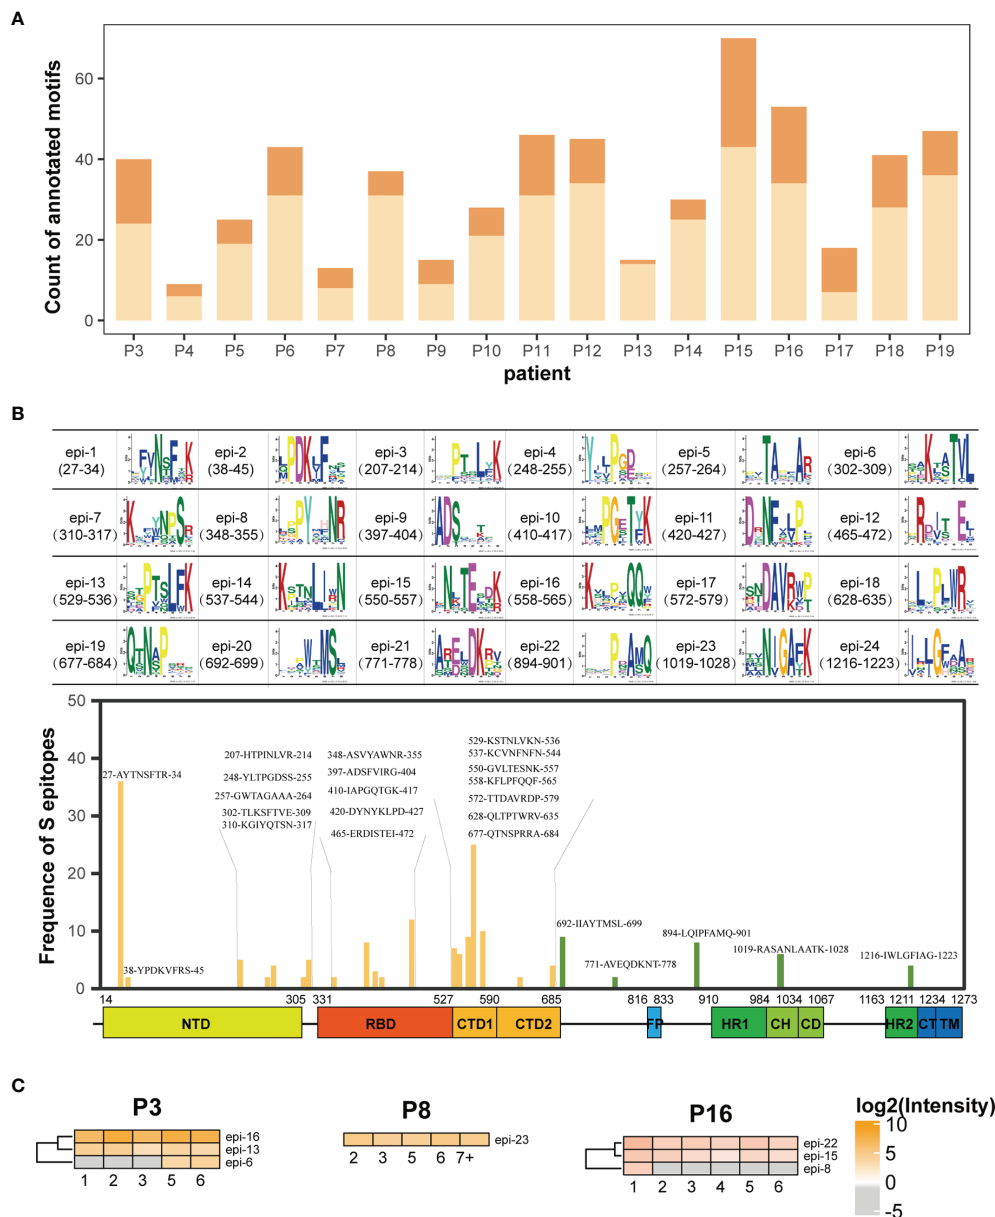 A
Count of annotated motifs
60
40
20
0
P3 P4 P5 P6 P7 P8 P9 P10 P11 P12 P13 P14 P15 P16 P17 P18 P19
patient
B
epi-1 (27-34)
epi-2 (38-45)
epi-3 (207-214)
epi-4 (248-255)
epi-5 (257-264)
epi-6 (302-309)
epi-7 (310-317)
epi-8 (348-355)
epi-9 (397-404)
epi-10 (410-417)
epi-11 (420-427)
epi-12 (465-472)
epi-13 (529-536)
epi-14 (537-544)
epi-15 (550-557)
epi-16 (558-565)
epi-17 (572-579)
epi-18 (628-635)
epi-19 (677-684)
epi-20 (692-699)
epi-21 (771-778)
epi-22 (894-901)
epi-23 (1019-1028)
epi-24 (1216-1223)
Frequence of S epitopes
50
40
30
20
10
0
27-AYTNSFTR-34
38-YPDKVFRS-45
207-HTPINLVR-214
248-YLTPGDSS-255
257-GWTAGAAA-264
302-TLKSFTVE-309
310-KGIYQTSN-317
348-ASVYAWNR-355
397-ADSFVIRG-404
410-IAPGQTGK-417
420-DYNYKLPD-427
465-ERDISTEI-472
529-KSTNLVKN-536
537-KCVNFNFN-544
550-GVLTESNK-557
558-KFLPFQQF-565
572-TTDAVRDP-579
628-QLTPTWRV-635
677-QTNSPRRA-684
692-IIAYTMSL-699
771-AVEQDKNT-778
894-LQIPFAMQ-901
1019-RASANLAATK-1028
1216-IWLGFIAG-1223
14 305 331 527 590 685 816 833 910 984 1034 1067 1163 1211 1234 1273
NTD RBD CTD1 CTD2 FP HR1 CH CD HR2 CT TM
C
P3
epi-16
epi-13
epi-6
1 2 3 5 6
P8
epi-23
2 3 5 6 7+
P16
epi-22
epi-15
epi-8
1 2 3 4 5 6
log2(Intensity)
10
5
0
-5